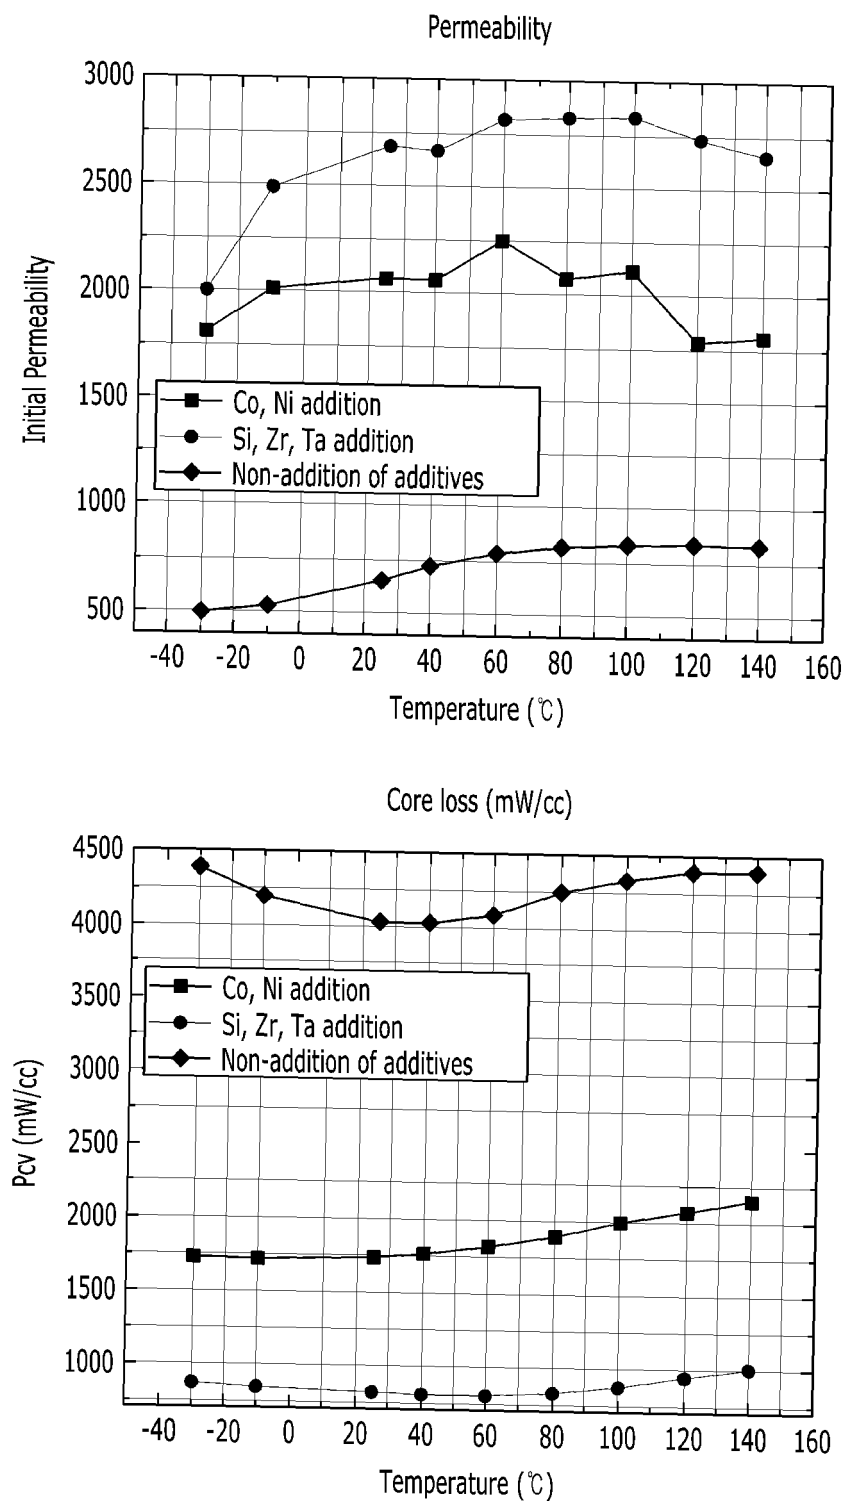 Permeability
3000
2500
2000
1500
1000
500
Initial Permeability
Co, Ni addition
Si, Zr, Ta addition
Non-addition of additives
-40 -20 0 20 40 60 80 100 120 140 160
Temperature (℃)
Core loss (mW/cc)
4500
4000
3500
3000
2500
2000
1500
1000
Pcv (mW/cc)
Co, Ni addition
Si, Zr, Ta addition
Non-addition of additives
-40 -20 0 20 40 60 80 100 120 140 160
Temperature (℃)